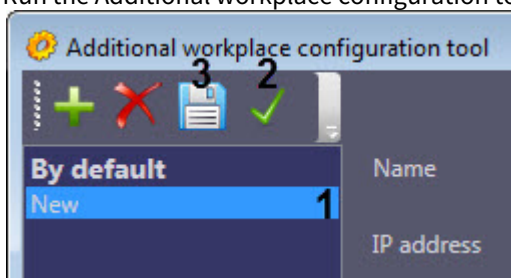 Run the Additional workplace configuration to
Additional workplace configuration tool
3 2
By default
Name
New 1
IP address